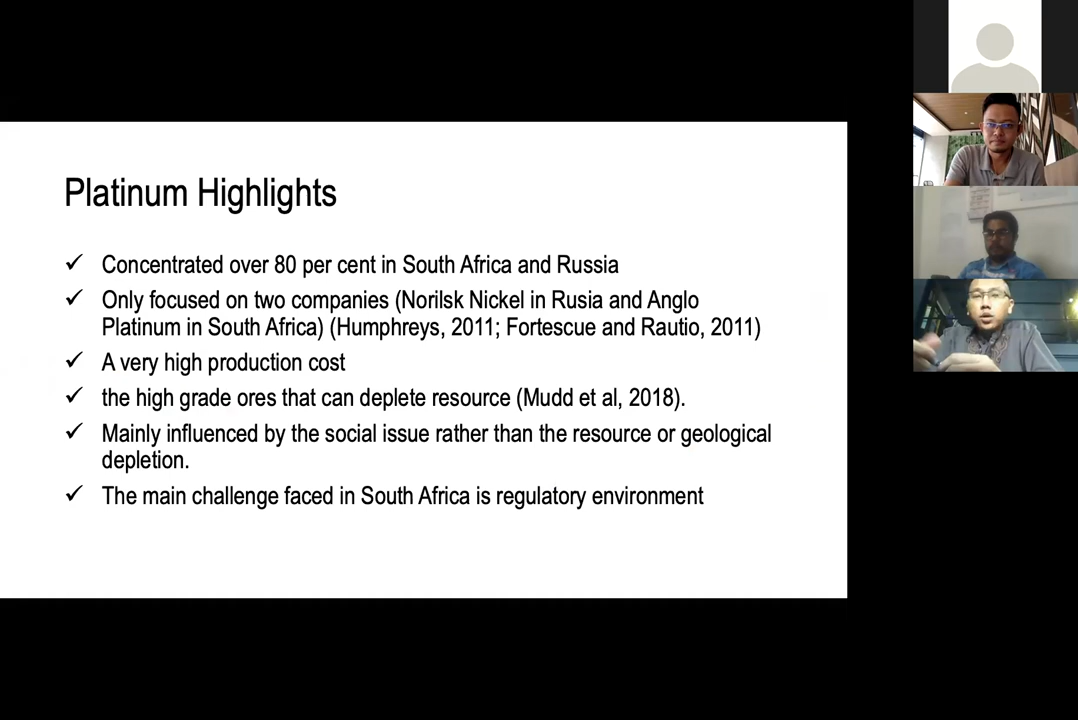 Platinum Highlights
✓ Concentrated over 80 per cent in South Africa and Russia
✓ Only focused on two companies (Norilsk Nickel in Rusia and Anglo
Platinum in South Africa) (Humphreys, 2011; Fortescue and Rautio, 2011)
✓ A very high production cost
✓ the high grade ores that can deplete resource (Mudd et al, 2018).
✓ Mainly influenced by the social issue rather than the resource or geological
depletion.
✓ The main challenge faced in South Africa is regulatory environment